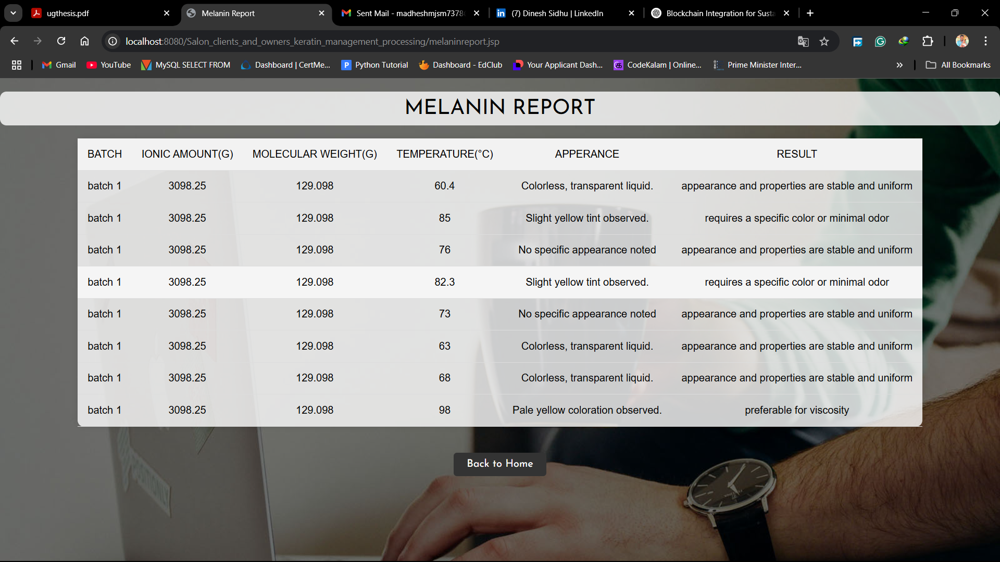 ugthesis.pdf
Melanin Report
Sent Mail - madheshmjsm7378
(7) Dinesh Sidhu | LinkedIn
Blockchain Integration for Susta
localhost:8080/Salon_clients_and_owners_keratin_management_processing/melaninreport.jsp
Gmail
YouTube
MySQL SELECT FROM
Dashboard | CertMe...
Python Tutorial
Dashboard - EdClub
Your Applicant Dash...
CodeKalam | Online...
Prime Minister Inter...
All Bookmarks
MELANIN REPORT
BATCH IONIC AMOUNT(G) MOLECULAR WEIGHT(G) TEMPERATURE(°C) APPERANCE RESULT
batch 1 3098.25 129.098 60.4 Colorless, transparent liquid. appearance and properties are stable and uniform
batch 1 3098.25 129.098 85 Slight yellow tint observed. requires a specific color or minimal odor
batch 1 3098.25 129.098 76 No specific appearance noted appearance and properties are stable and uniform
batch 1 3098.25 129.098 82.3 Slight yellow tint observed. requires a specific color or minimal odor
batch 1 3098.25 129.098 73 No specific appearance noted appearance and properties are stable and uniform
batch 1 3098.25 129.098 63 Colorless, transparent liquid. appearance and properties are stable and uniform
batch 1 3098.25 129.098 68 Colorless, transparent liquid. appearance and properties are stable and uniform
batch 1 3098.25 129.098 98 Pale yellow coloration observed. preferable for viscosity
Back to Home